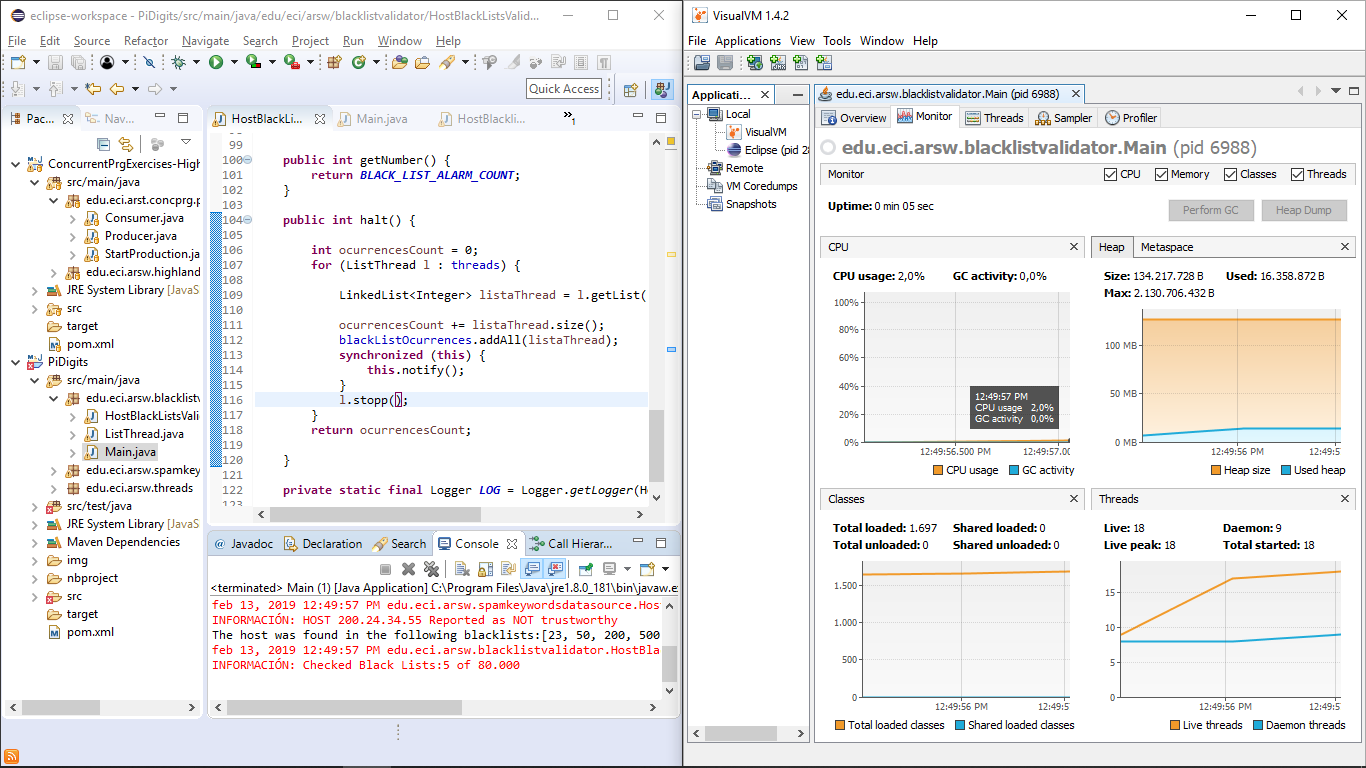 eclipse-workspace - PiDigits/src/main/java/edu/eci/arsw/blacklistvalidator/HostBlackListsValid...
File Edit Source Refactor Navigate Search Project Run Window Help
Quick Access
Pac...
Nav...
ConcurrentPrgExercises-High
src/main/java
edu.eci.arst.concprg.p
Consumer.java
Producer.java
StartProduction.ja
edu.eci.arsw.highland
JRE System Library [JavaS
src
target
pom.xml
PiDigits
src/main/java
edu.eci.arsw.blacklistv
HostBlackListsVali
ListThread.java
Main.java
edu.eci.arsw.spamkey
edu.eci.arsw.threads
src/test/java
JRE System Library [JavaS
Maven Dependencies
img
nbproject
src
target
pom.xml
HostBlackLi...
Main.java
HostBlackli...
»1
99
100 public int getNumber() {
101 return BLACK_LIST_ALARM_COUNT;
102 }
103
104 public int halt() {
105
106 int ocurrencesCount = 0;
107 for (ListThread l : threads) {
108
109 LinkedList<Integer> listaThread = l.getList(
110
111 ocurrencesCount += listaThread.size();
112 blackListOcurrences.addAll(listaThread);
113 synchronized (this) {
114 this.notify();
115 }
116 l.stopp();
117 }
118 return ocurrencesCount;
119
120 }
121
122 private static final Logger LOG = Logger.getLogger(Ho
123
@ Javadoc Declaration Search Console Call Hierar...
<terminated> Main (1) [Java Application] C:\Program Files\Java\jre1.8.0_181\bin\javaw.e
feb 13, 2019 12:49:57 PM edu.eci.arsw.spamkeywordsdatasource.Hos
INFORMACIÓN: HOST 200.24.34.55 Reported as NOT trustworthy
The host was found in the following blacklists:[23, 50, 200, 500
feb 13, 2019 12:49:57 PM edu.eci.arsw.blacklistvalidator.HostBla
INFORMACIÓN: Checked Black Lists:5 of 80.000
VisualVM 1.4.2
File Applications View Tools Window Help
Applicati...
Local
VisualVM
Eclipse (pid 28
Remote
VM Coredumps
Snapshots
edu.eci.arsw.blacklistvalidator.Main (pid 6988)
Overview Monitor Threads Sampler Profiler
edu.eci.arsw.blacklistvalidator.Main (pid 6988)
Monitor
CPU Memory Classes Threads
Uptime: 0 min 05 sec
Perform GC Heap Dump
CPU
CPU usage: 2,0% GC activity: 0,0%
100%
80%
60%
40%
20%
0%
12:49:57 PM
CPU usage 2,0%
GC activity 0,0%
12:49:56.500 PM 12:49:57.00
CPU usage GC activity
Heap Metaspace
Size: 134.217.728 B Used: 16.358.872 B
Max: 2.130.706.432 B
100 MB
50 MB
0 MB
12:49:56 PM 12:49:5
Heap size Used heap
Classes
Total loaded: 1.697 Shared loaded: 0
Total unloaded: 0 Shared unloaded: 0
1.500
1.000
500
0
12:49:56 PM 12:49:5
Total loaded classes Shared loaded classes
Threads
Live: 18 Daemon: 9
Live peak: 18 Total started: 18
15
10
5
0
12:49:56 PM 12:49:5
Live threads Daemon threads